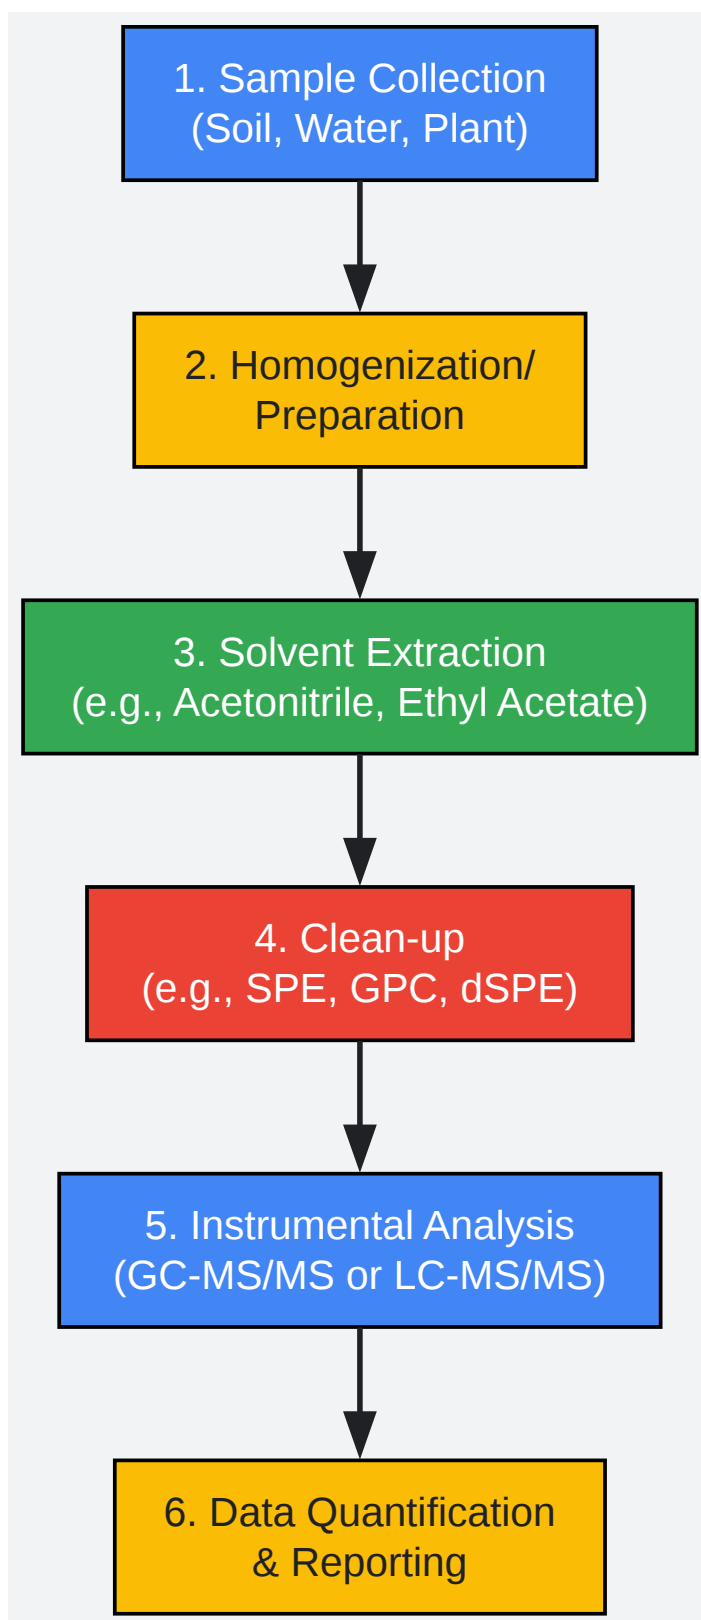 1. Sample Collection
(Soil, Water, Plant)
2. Homogenization/
Preparation
3. Solvent Extraction
(e.g., Acetonitrile, Ethyl Acetate)
4. Clean-up
(e.g., SPE, GPC, dSPE)
5. Instrumental Analysis
(GC-MS/MS or LC-MS/MS)
6. Data Quantification
& Reporting